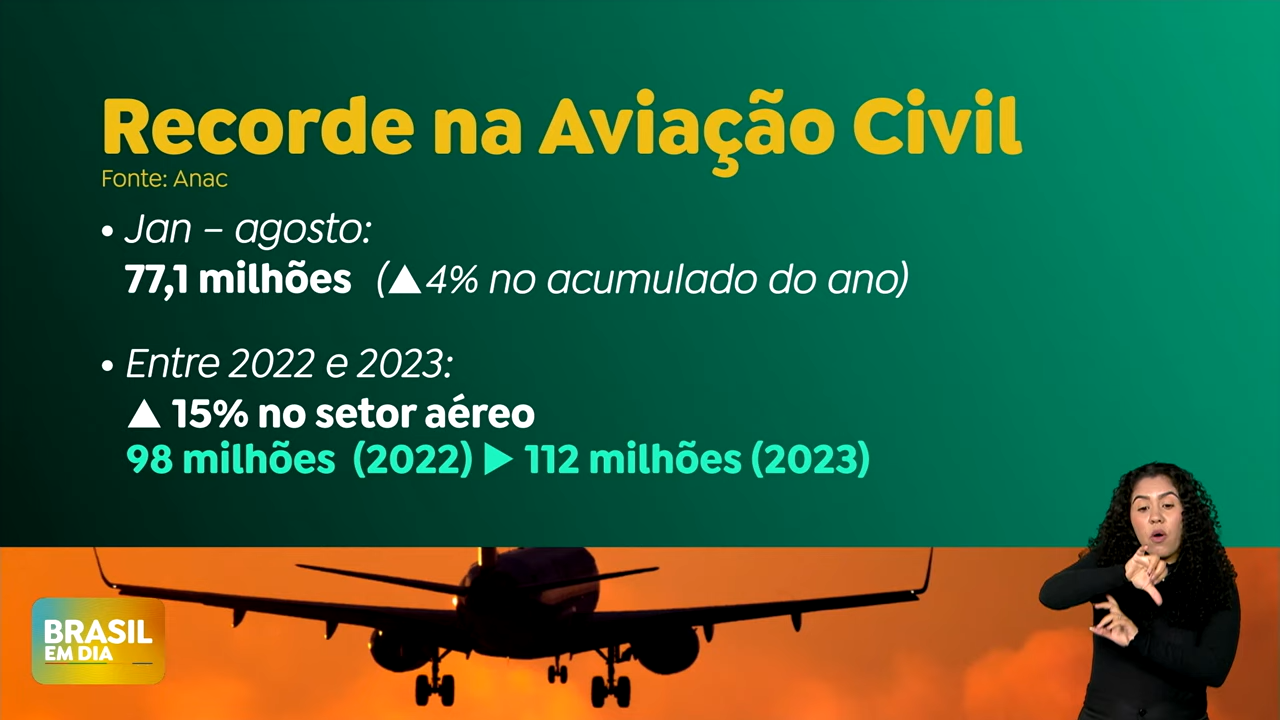 Recorde na Aviação Civil
Fonte: Anac
• Jan – agosto:
77,1 milhões (▲4% no acumulado do ano)
• Entre 2022 e 2023:
▲ 15% no setor aéreo
98 milhões (2022) ▶ 112 milhões (2023)
BRASIL
EM DIA